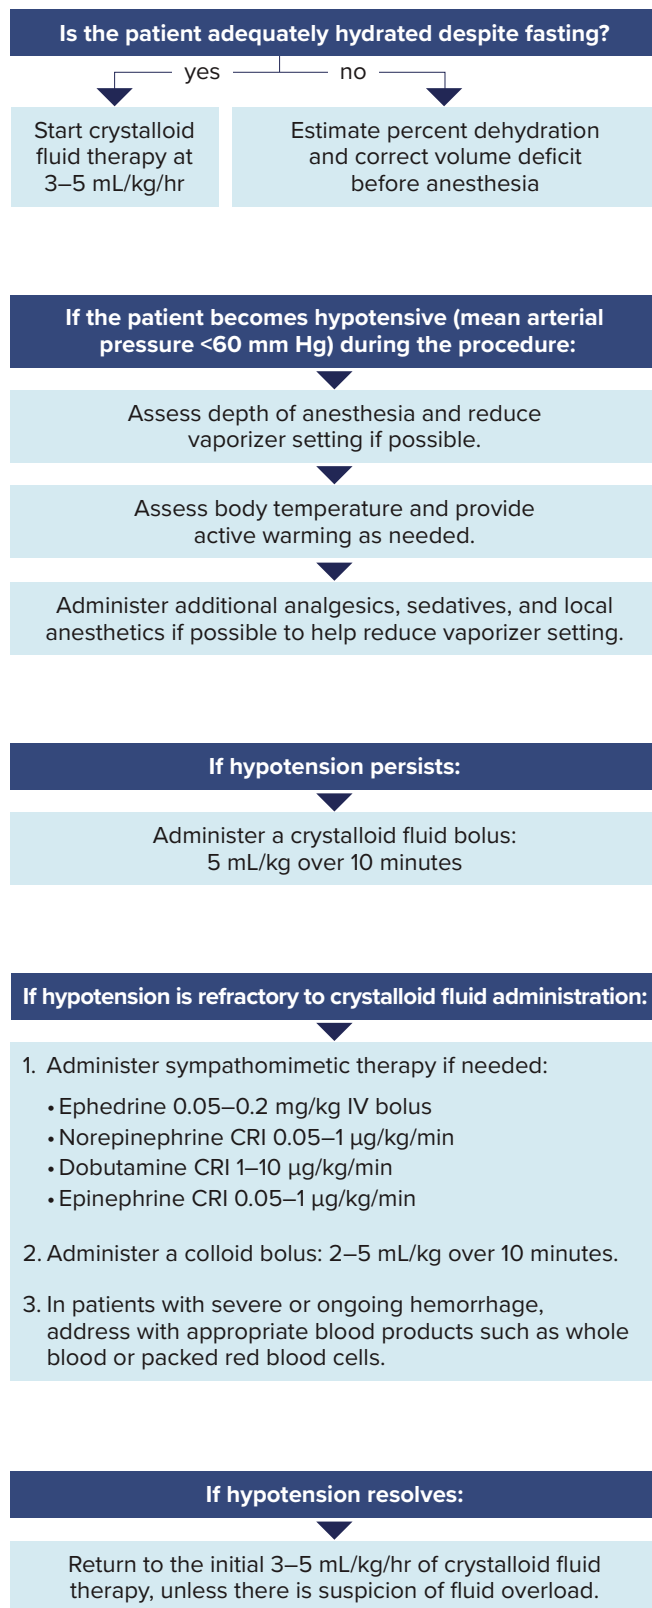 Is the patient adequately hydrated despite fasting?
yes
no
Start crystalloid
fluid therapy at
3–5 mL/kg/hr
Estimate percent dehydration
and correct volume deficit
before anesthesia
If the patient becomes hypotensive (mean arterial
pressure <60 mm Hg) during the procedure:
Assess depth of anesthesia and reduce
vaporizer setting if possible.
Assess body temperature and provide
active warming as needed.
Administer additional analgesics, sedatives, and local
anesthetics if possible to help reduce vaporizer setting.
If hypotension persists:
Administer a crystalloid fluid bolus:
5 mL/kg over 10 minutes
If hypotension is refractory to crystalloid fluid administration:
1. Administer sympathomimetic therapy if needed:
• Ephedrine 0.05–0.2 mg/kg IV bolus
• Norepinephrine CRI 0.05–1 µg/kg/min
• Dobutamine CRI 1–10 µg/kg/min
• Epinephrine CRI 0.05–1 µg/kg/min
2. Administer a colloid bolus: 2–5 mL/kg over 10 minutes.
3. In patients with severe or ongoing hemorrhage,
address with appropriate blood products such as whole
blood or packed red blood cells.
If hypotension resolves:
Return to the initial 3–5 mL/kg/hr of crystalloid fluid
therapy, unless there is suspicion of fluid overload.